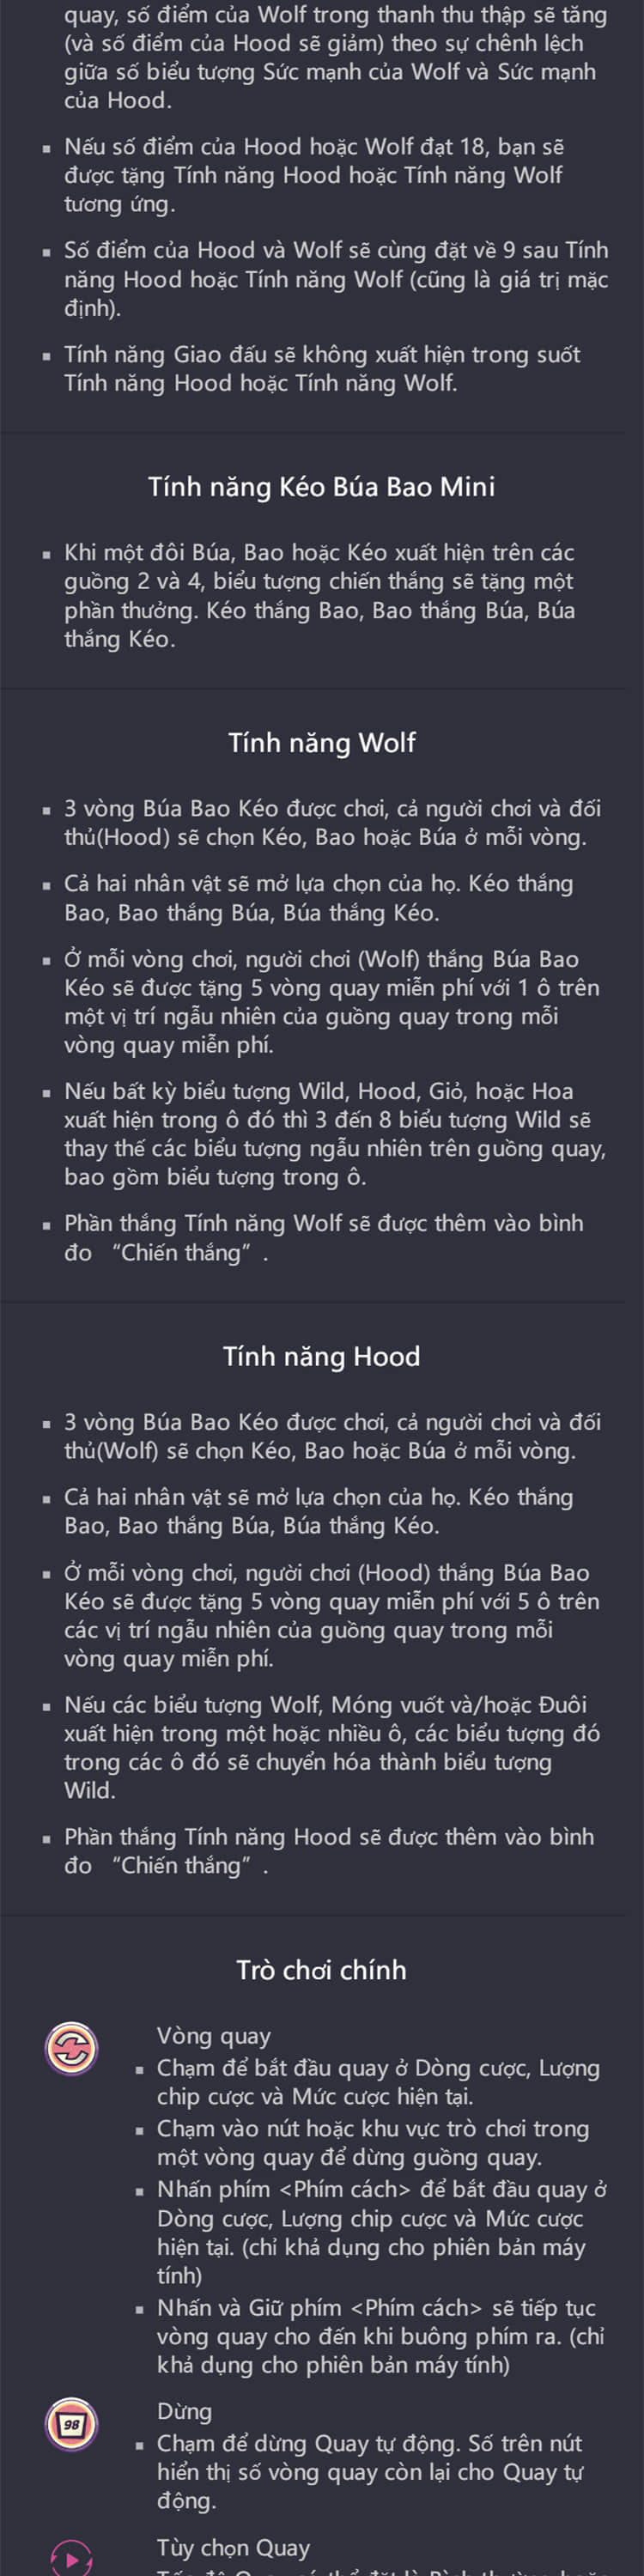 quay, số điểm của Wolf trong thanh thu thập sẽ tăng
(và số điểm của Hood sẽ giảm) theo sự chênh lệch
giữa số biểu tượng Sức mạnh của Wolf và Sức mạnh
của Hood.
▪ Nếu số điểm của Hood hoặc Wolf đạt 18, bạn sẽ
được tặng Tính năng Hood hoặc Tính năng Wolf
tương ứng.
▪ Số điểm của Hood và Wolf sẽ cùng đặt về 9 sau Tính
năng Hood hoặc Tính năng Wolf (cũng là giá trị mặc
định).
▪ Tính năng Giao đấu sẽ không xuất hiện trong suốt
Tính năng Hood hoặc Tính năng Wolf.
Tính năng Kéo Búa Bao Mini
▪ Khi một đôi Búa, Bao hoặc Kéo xuất hiện trên các
guồng 2 và 4, biểu tượng chiến thắng sẽ tặng một
phần thưởng. Kéo thắng Bao, Bao thắng Búa, Búa
thắng Kéo.
Tính năng Wolf
▪ 3 vòng Búa Bao Kéo được chơi, cả người chơi và đối
thủ(Hood) sẽ chọn Kéo, Bao hoặc Búa ở mỗi vòng.
▪ Cả hai nhân vật sẽ mở lựa chọn của họ. Kéo thắng
Bao, Bao thắng Búa, Búa thắng Kéo.
▪ Ở mỗi vòng chơi, người chơi (Wolf) thắng Búa Bao
Kéo sẽ được tặng 5 vòng quay miễn phí với 1 ô trên
một vị trí ngẫu nhiên của guồng quay trong mỗi
vòng quay miễn phí.
▪ Nếu bất kỳ biểu tượng Wild, Hood, Giỏ, hoặc Hoa
xuất hiện trong ô đó thì 3 đến 8 biểu tượng Wild sẽ
thay thế các biểu tượng ngẫu nhiên trên guồng quay,
bao gồm biểu tượng trong ô.
▪ Phần thắng Tính năng Wolf sẽ được thêm vào bình
đo “Chiến thắng” .
Tính năng Hood
▪ 3 vòng Búa Bao Kéo được chơi, cả người chơi và đối
thủ(Wolf) sẽ chọn Kéo, Bao hoặc Búa ở mỗi vòng.
▪ Cả hai nhân vật sẽ mở lựa chọn của họ. Kéo thắng
Bao, Bao thắng Búa, Búa thắng Kéo.
▪ Ở mỗi vòng chơi, người chơi (Hood) thắng Búa Bao
Kéo sẽ được tặng 5 vòng quay miễn phí với 5 ô trên
các vị trí ngẫu nhiên của guồng quay trong mỗi
vòng quay miễn phí.
▪ Nếu các biểu tượng Wolf, Móng vuốt và/hoặc Đuôi
xuất hiện trong một hoặc nhiều ô, các biểu tượng đó
trong các ô đó sẽ chuyển hóa thành biểu tượng
Wild.
▪ Phần thắng Tính năng Hood sẽ được thêm vào bình
đo “Chiến thắng” .
Trò chơi chính
Vòng quay
▪ Chạm để bắt đầu quay ở Dòng cược, Lượng
chip cược và Mức cược hiện tại.
▪ Chạm vào nút hoặc khu vực trò chơi trong
một vòng quay để dừng guồng quay.
▪ Nhấn phím <Phím cách> để bắt đầu quay ở
Dòng cược, Lượng chip cược và Mức cược
hiện tại. (chỉ khả dụng cho phiên bản máy
tính)
▪ Nhấn và Giữ phím <Phím cách> sẽ tiếp tục
vòng quay cho đến khi buông phím ra. (chỉ
khả dụng cho phiên bản máy tính)
98
Dừng
▪ Chạm để dừng Quay tự động. Số trên nút
hiển thị số vòng quay còn lại cho Quay tự
động.
Tùy chọn Quay